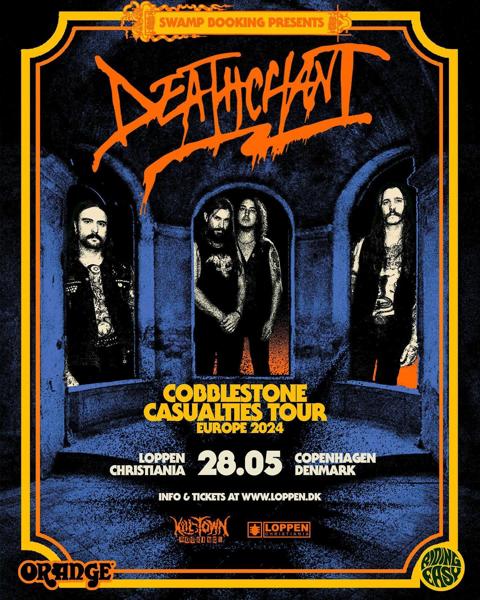 SWAMP BOOKING PRESENTS
DEATHCHANT
COBBLESTONE
CASUALTIES TOUR
EUROPE 2024
LOPPEN
CHRISTIANIA
28.05
COPENHAGEN
DENMARK
INFO & TICKETS AT WWW.LOPPEN.DK
KILLTOWN
BOOKINGS
LOPPEN
CHRISTIANIA
ORANGE
RIDING
EASY